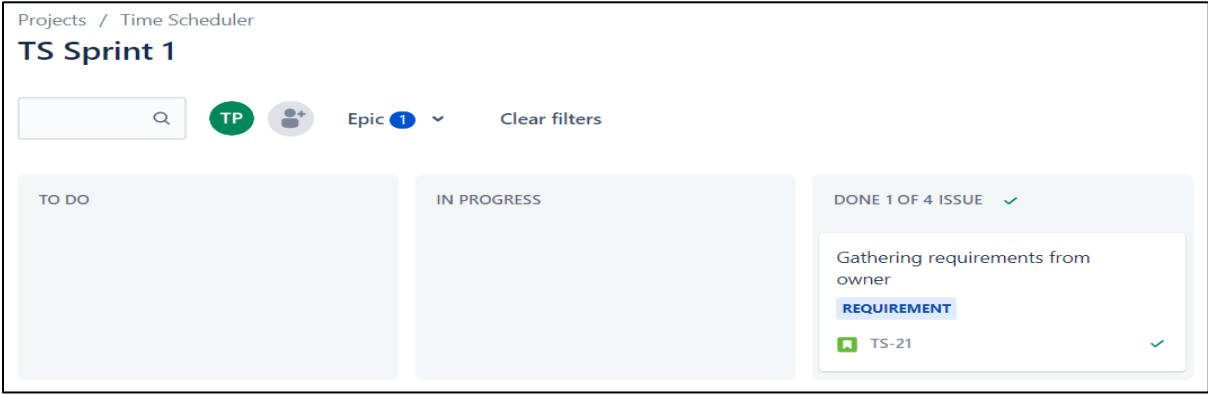 Projects / Time Scheduler
TS Sprint 1
TP Epic 1 Clear filters
TO DO
IN PROGRESS
DONE 1 OF 4 ISSUE
Gathering requirements from
owner
REQUIREMENT
TS-21